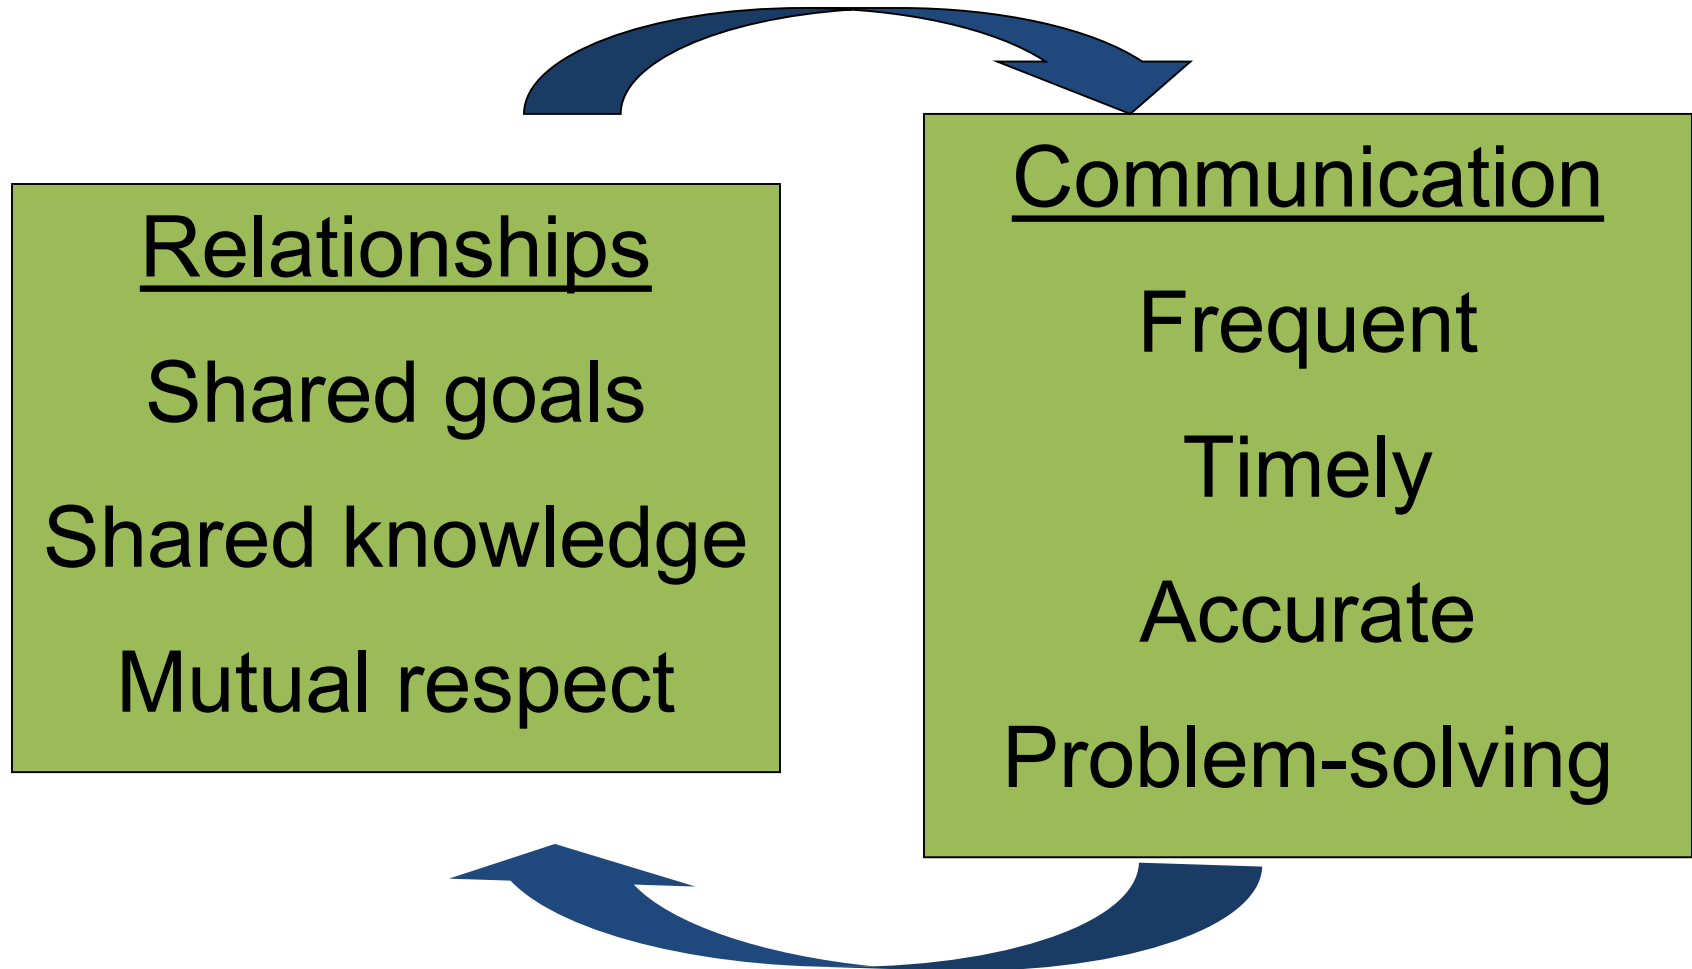 Relationships
Shared goals
Shared knowledge
Mutual respect
Communication
Frequent
Timely
Accurate
Problem-solving